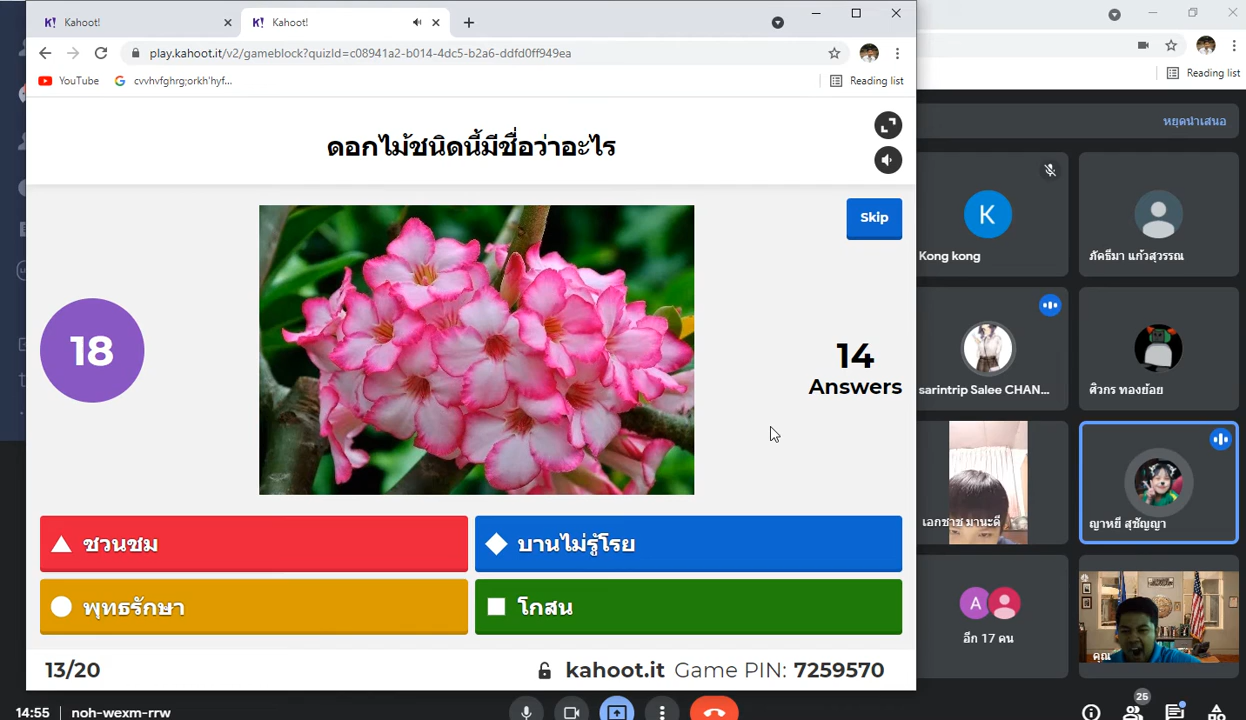 Kahoot!
Kahoot!
play.kahoot.it/v2/gameblock?quizId=c08941a2-b014-4dc5-b2a6-ddfd0ff949ea
YouTube
cvvhvfghrg;orkh'hyf...
Reading list
Reading list
ดอกไม้ชนิดนี้มีชื่อว่าอะไร
Skip
18
14
Answers
ชวนชม
บานไม่รู้โรย
พุทธรักษา
โกสน
13/20
kahoot.it Game PIN: 7259570
หยุดนำเสนอ
K
Kong kong
ภัคธีมา แก้วสุวรรณ
sarintrip Salee CHAN...
ศิวกร ทองย้อย
เอกชาช มานะดี
ญาหยี สุชัญญา
A
อีก 17 คน
คุณ
14:55 noh-wexm-rrw
25